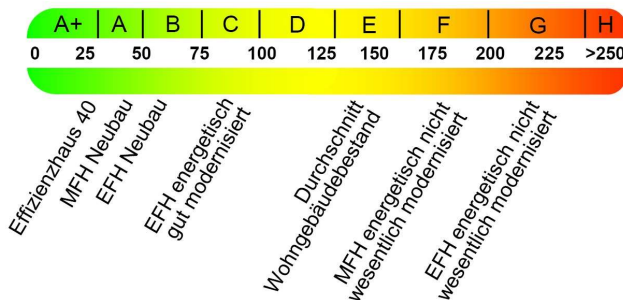 A+ A B C D E F G H
0 25 50 75 100 125 150 175 200 225 >250
Effizienzhaus 40
MFH Neubau
EFH Neubau
EFH energetisch
gut modernisiert
Durchschnitt
Wohngebäudebestand
MFH energetisch nicht
wesentlich modernisiert
EFH energetisch nicht
wesentlich modernisiert